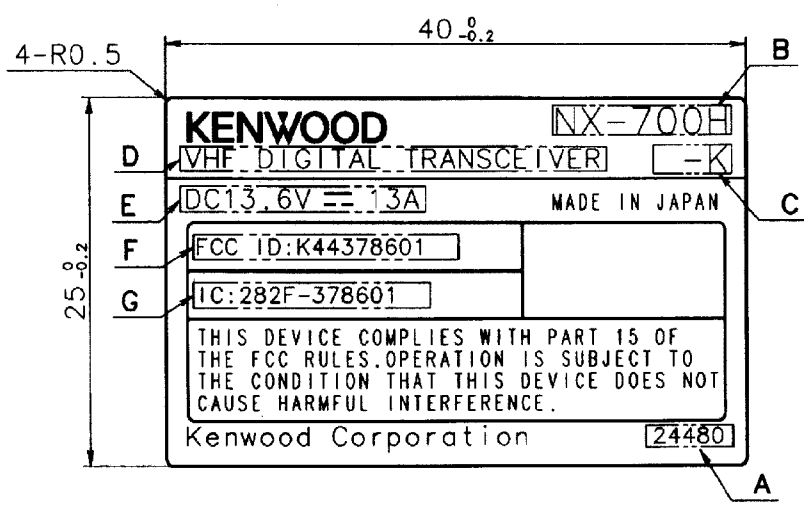 40 0 -0.2
4-R0.5
B
KENWOOD NX-700H
D VHF DIGITAL TRANSCEIVER -K
E DC13.6V ⎓ 13A MADE IN JAPAN C
F FCC ID:K44378601
25 0 -0.2
G IC:282F-378601
THIS DEVICE COMPLIES WITH PART 15 OF
THE FCC RULES.OPERATION IS SUBJECT TO
THE CONDITION THAT THIS DEVICE DOES NOT
CAUSE HARMFUL INTERFERENCE.
Kenwood Corporation 24480
A